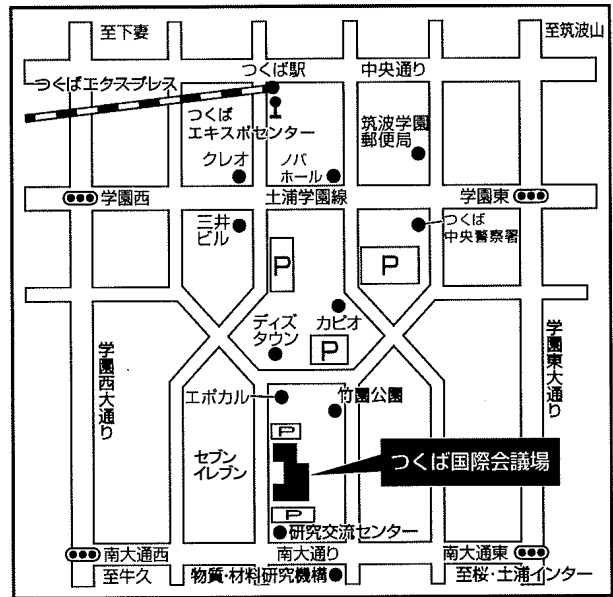 至下妻
至筑波山
つくば駅
中央通り
つくばエクスプレス
つくば
エキスポセンター
筑波学園
郵便局
クレオ
ノバ
ホール
学園西
土浦学園線
学園東
三井
ビル
つくば
中央警察署
P
P
デイズ
タウン
カピオ
P
学園西大通り
学園東大通り
エポカル
竹園公園
P
セブン
イレブン
つくば国際会議場
P
研究交流センター
南大通西
南大通り
南大通東
至牛久
物質・材料研究機構
至桜・土浦インター